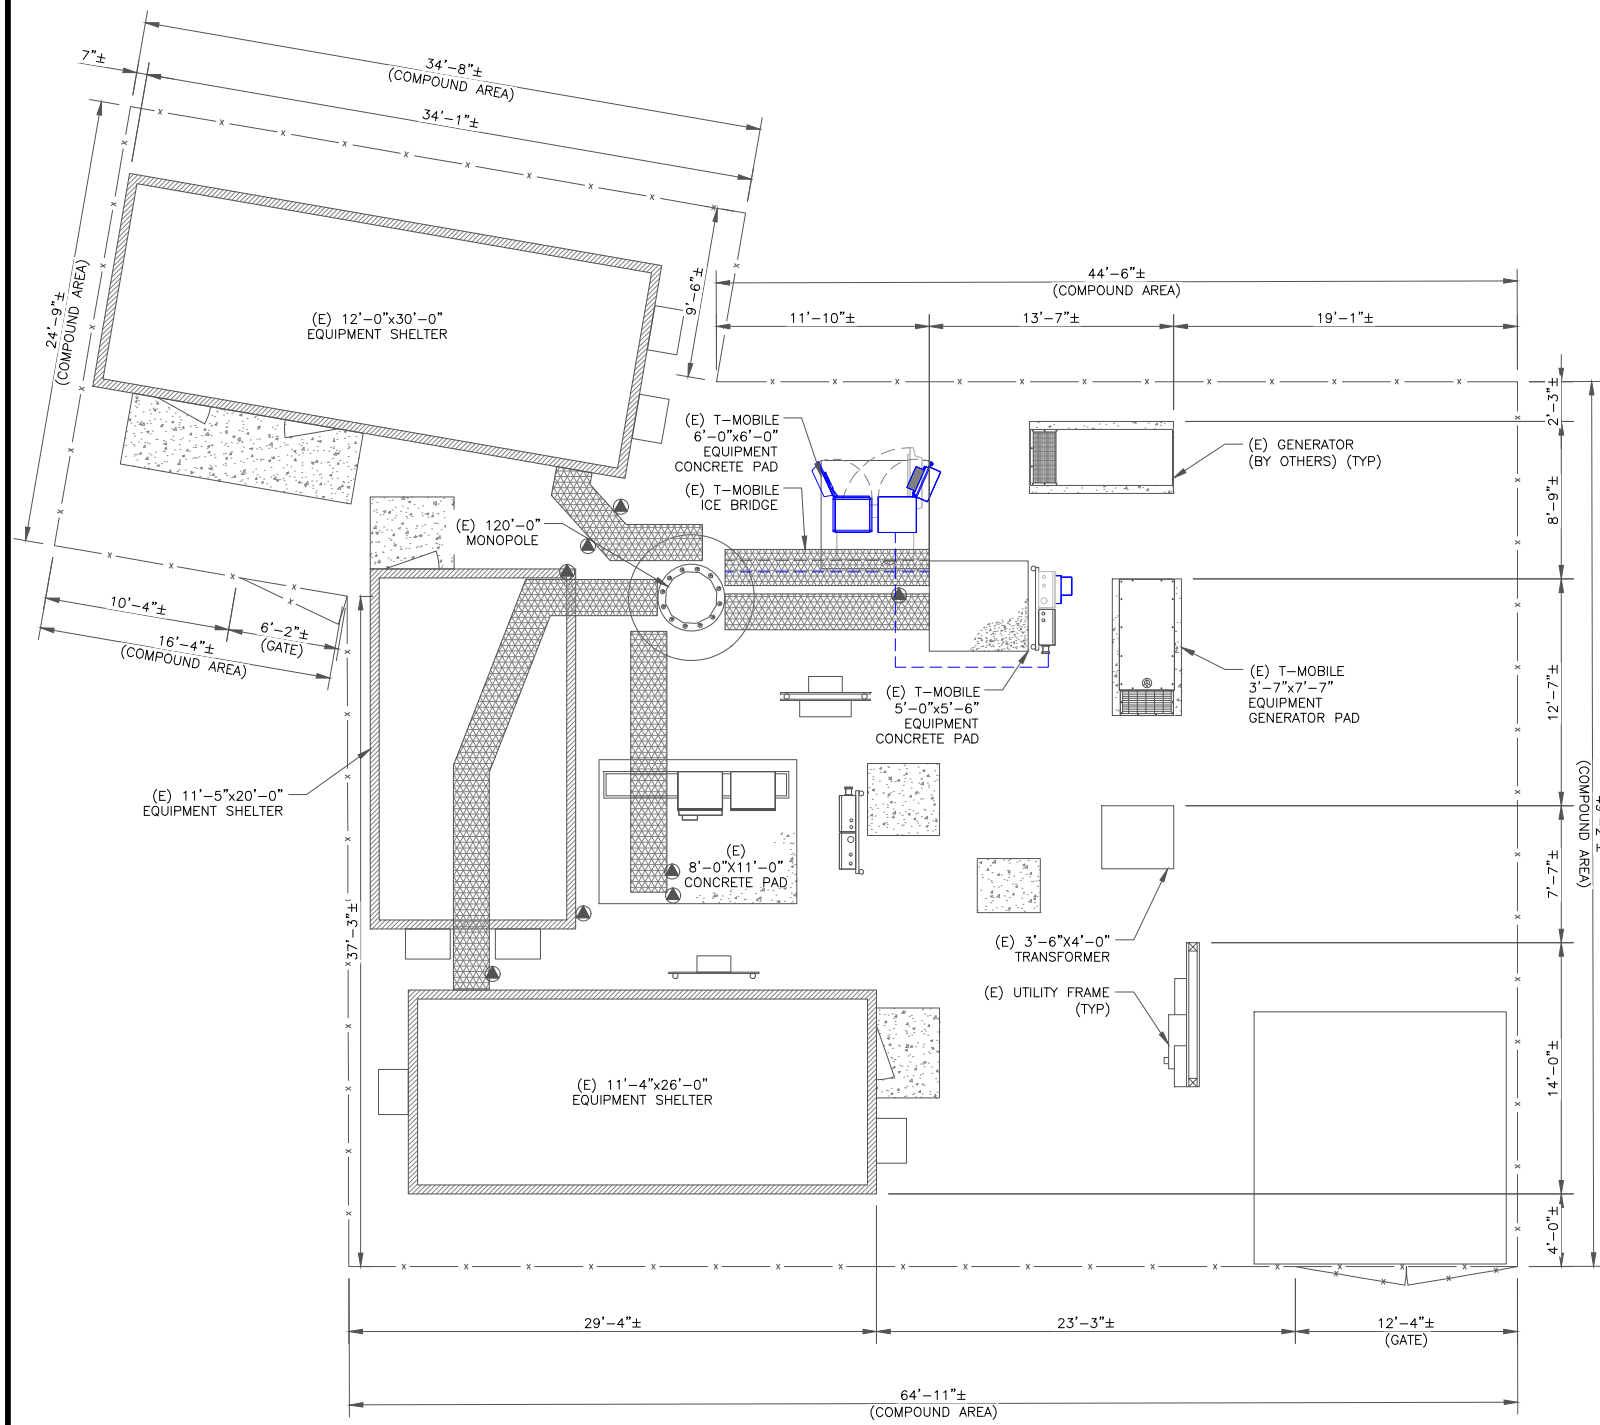 7"±
34'-8"±
(COMPOUND AREA)
34'-1"±
24'-9"±
(COMPOUND AREA)
(E) 12'-0"x30'-0"
EQUIPMENT SHELTER
9'-6"±
44'-6"±
(COMPOUND AREA)
11'-10"±
13'-7"±
19'-1"±
2'-3"±
(E) T-MOBILE
6'-0"x6'-0"
EQUIPMENT
CONCRETE PAD
(E) T-MOBILE
ICE BRIDGE
(E) GENERATOR
(BY OTHERS) (TYP)
8'-9"±
(E) 120'-0"
MONOPOLE
10'-4"±
6'-2"±
(GATE)
16'-4"±
(COMPOUND AREA)
(E) T-MOBILE
5'-0"x5'-6"
EQUIPMENT
CONCRETE PAD
(E) T-MOBILE
3'-7"x7'-7"
EQUIPMENT
GENERATOR PAD
12'-7"±
(E) 11'-5"x20'-0"
EQUIPMENT SHELTER
(COMPOUND AREA)
(E)
8'-0"X11'-0"
CONCRETE PAD
7'-7"±
37'-3"±
(E) 3'-6"X4'-0"
TRANSFORMER
(E) UTILITY FRAME
(TYP)
(E) 11'-4"x26'-0"
EQUIPMENT SHELTER
14'-0"±
4'-0"±
29'-4"±
23'-3"±
12'-4"±
(GATE)
64'-11"±
(COMPOUND AREA)